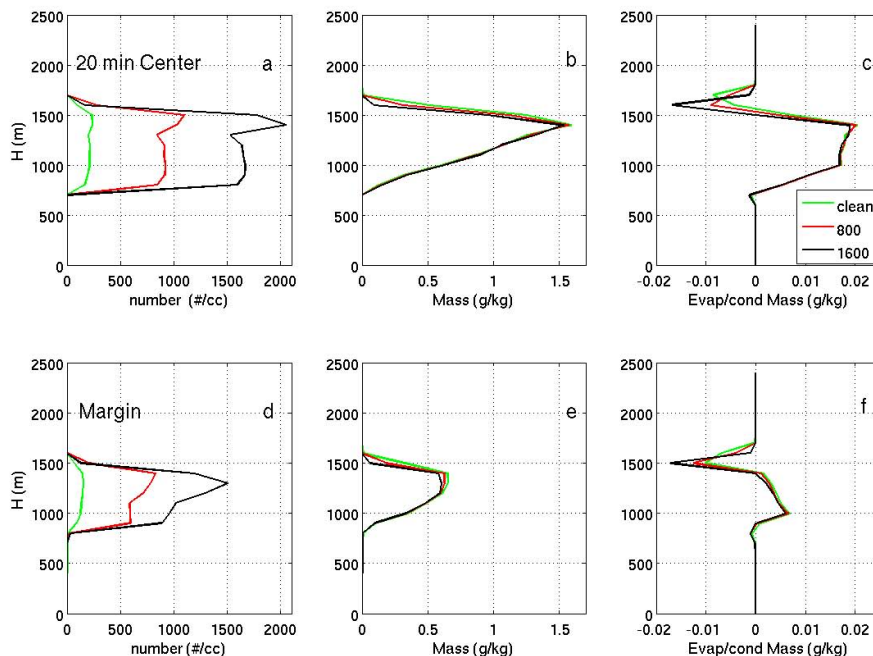 20 min Center a
b
c
2500
2000
1500
1000
500
0
H (m)
0 500 1000 1500 2000
number (#/cc)
2500
2000
1500
1000
500
0
0 0.5 1 1.5
Mass (g/kg)
2500
2000
1500
1000
500
0
clean
800
1600
-0.02 -0.01 0 0.01 0.02
Evap/cond Mass (g/kg)
Margin d
e
f
2500
2000
1500
1000
500
0
H (m)
0 500 1000 1500 2000
number (#/cc)
2500
2000
1500
1000
500
0
0 0.5 1 1.5
Mass (g/kg)
2500
2000
1500
1000
500
0
-0.02 -0.01 0 0.01 0.02
Evap/cond Mass (g/kg)